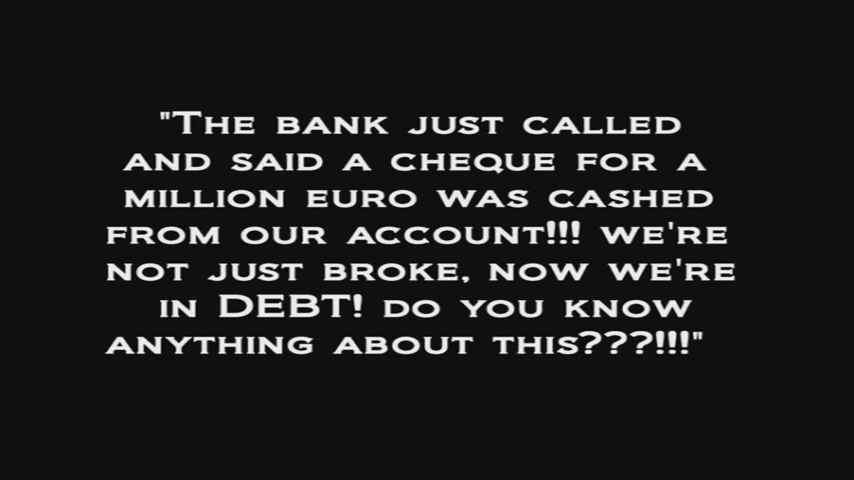 "The bank just called
and said a cheque for a
million euro was cashed
from our account!!! we're
not just broke, now we're
in DEBT! do you know
anything about this???!!!"